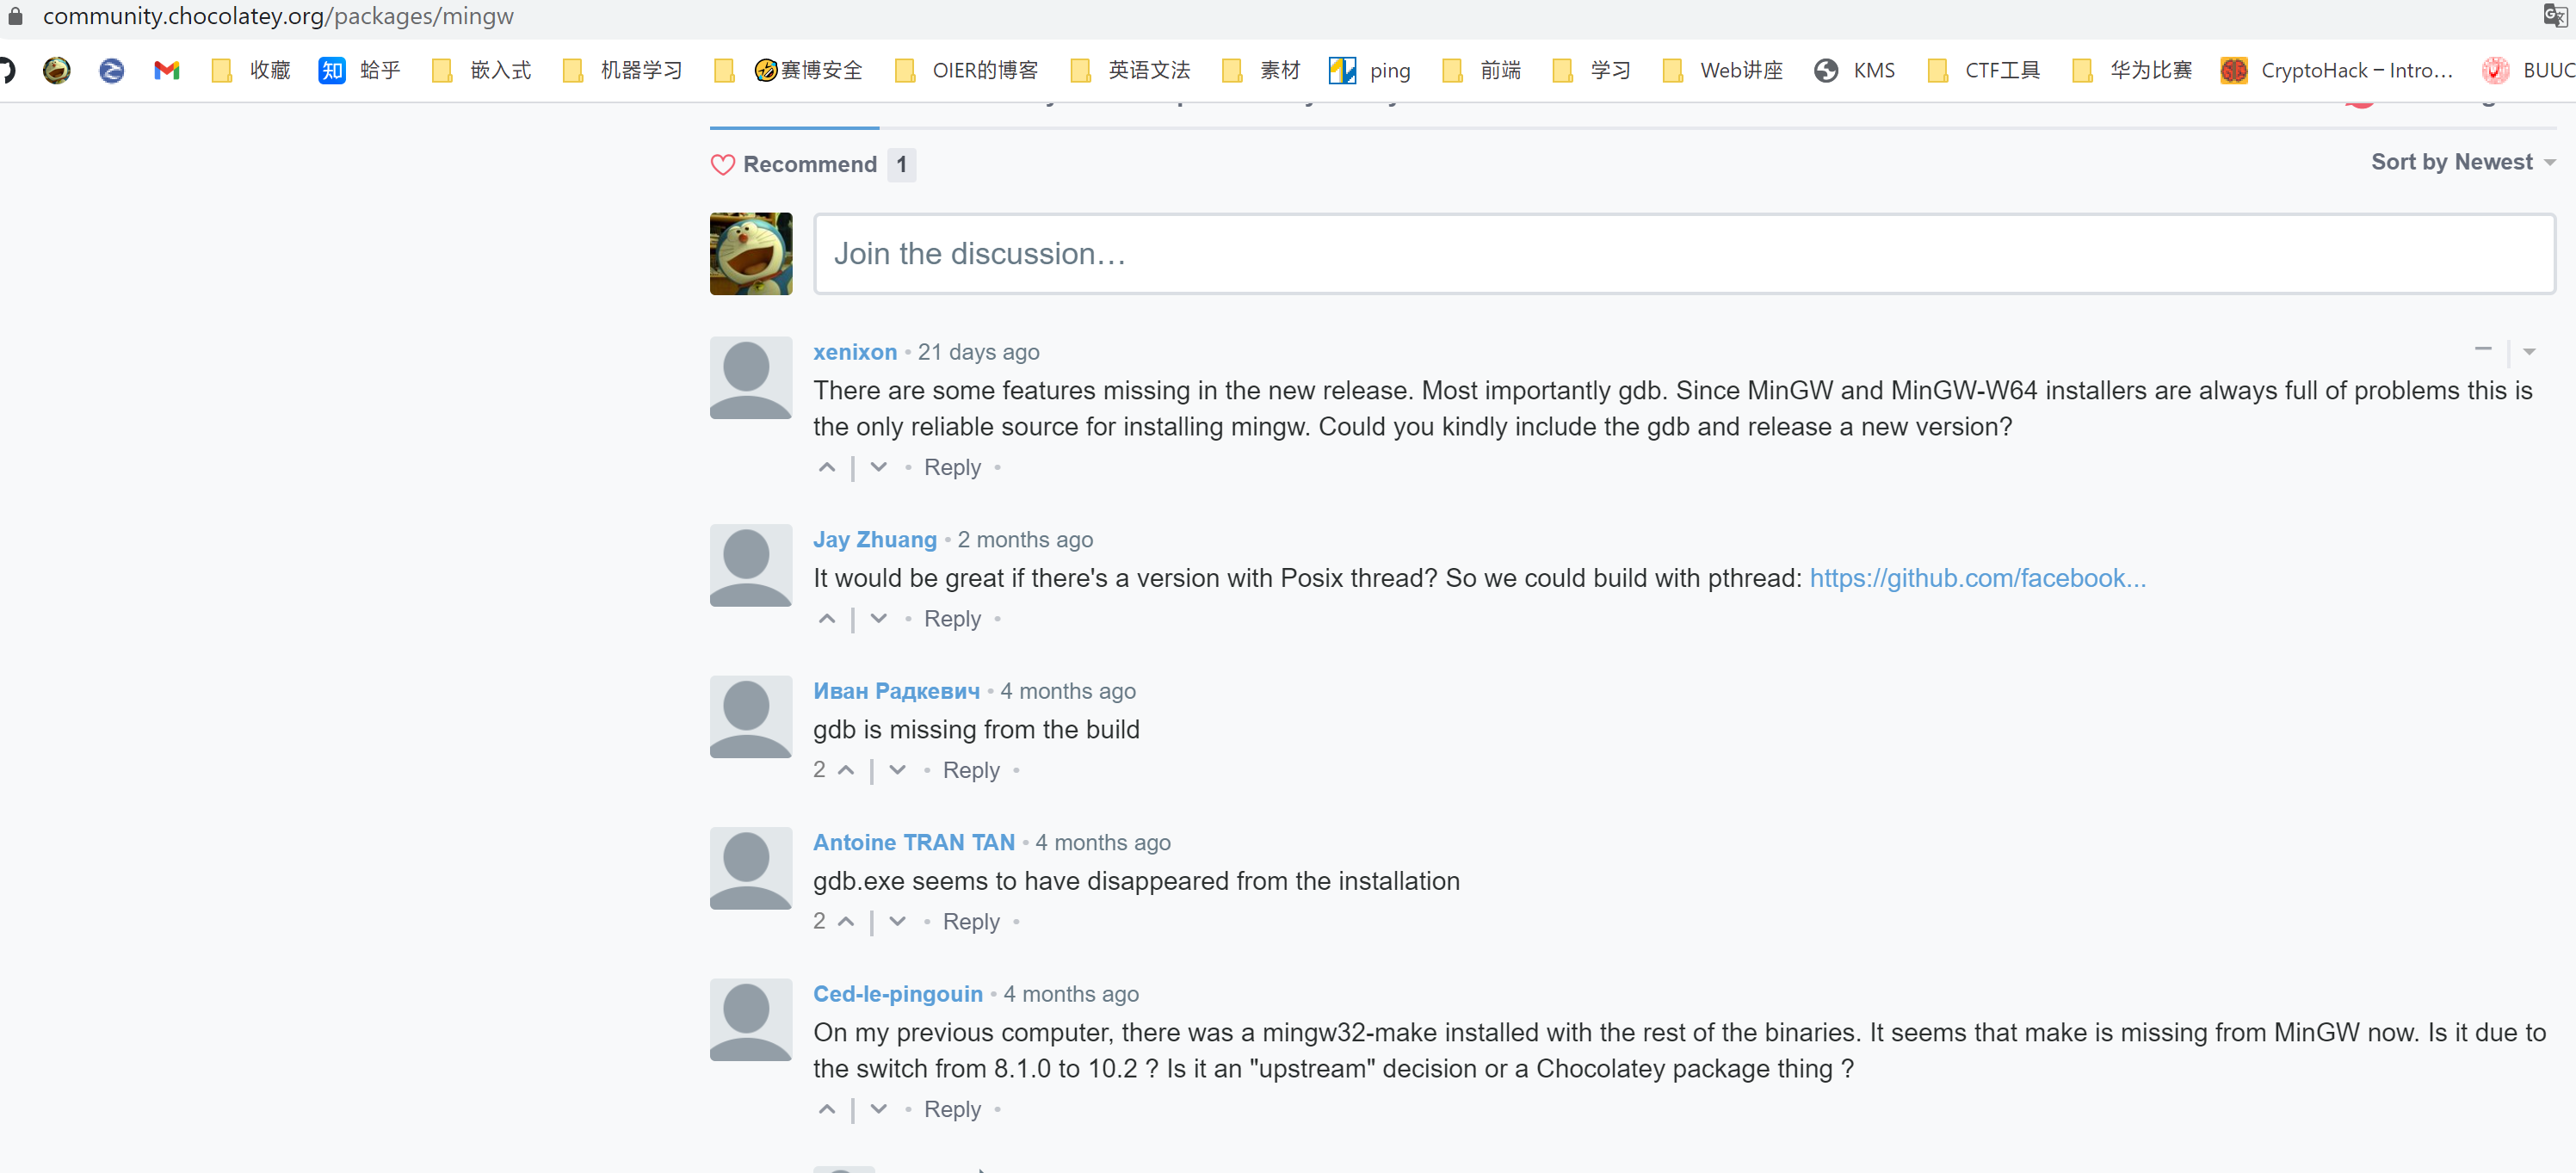 community.chocolatey.org/packages/mingw
收藏 知 蛤乎 嵌入式 机器学习 🤣赛博安全 OIER的博客 英语文法 素材 ping 前端 学习 Web讲座 KMS CTF工具 华为比赛 CryptoHack – Intro... BUUC
Recommend 1
Sort by Newest
Join the discussion…
xenixon • 21 days ago
There are some features missing in the new release. Most importantly gdb. Since MinGW and MinGW-W64 installers are always full of problems this is
the only reliable source for installing mingw. Could you kindly include the gdb and release a new version?
Reply
Jay Zhuang • 2 months ago
It would be great if there's a version with Posix thread? So we could build with pthread: https://github.com/facebook...
Reply
Иван Радкевич • 4 months ago
gdb is missing from the build
2 Reply
Antoine TRAN TAN • 4 months ago
gdb.exe seems to have disappeared from the installation
2 Reply
Ced-le-pingouin • 4 months ago
On my previous computer, there was a mingw32-make installed with the rest of the binaries. It seems that make is missing from MinGW now. Is it due to
the switch from 8.1.0 to 10.2 ? Is it an "upstream" decision or a Chocolatey package thing ?
Reply